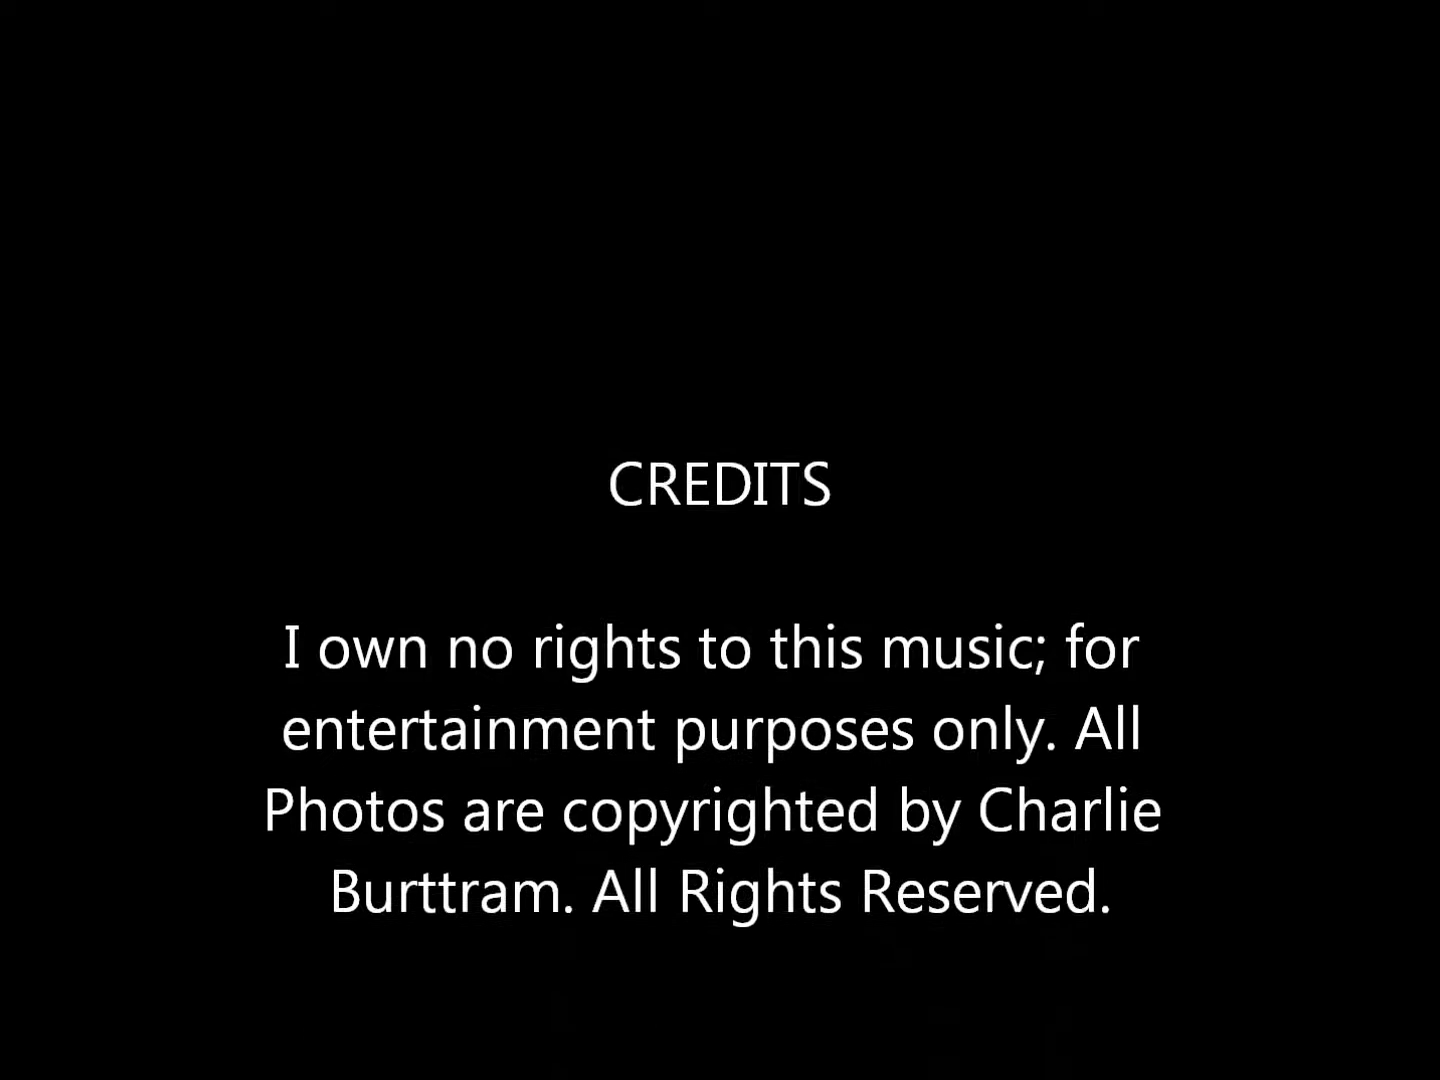 CREDITS
I own no rights to this music; for
entertainment purposes only. All
Photos are copyrighted by Charlie
Burttram. All Rights Reserved.